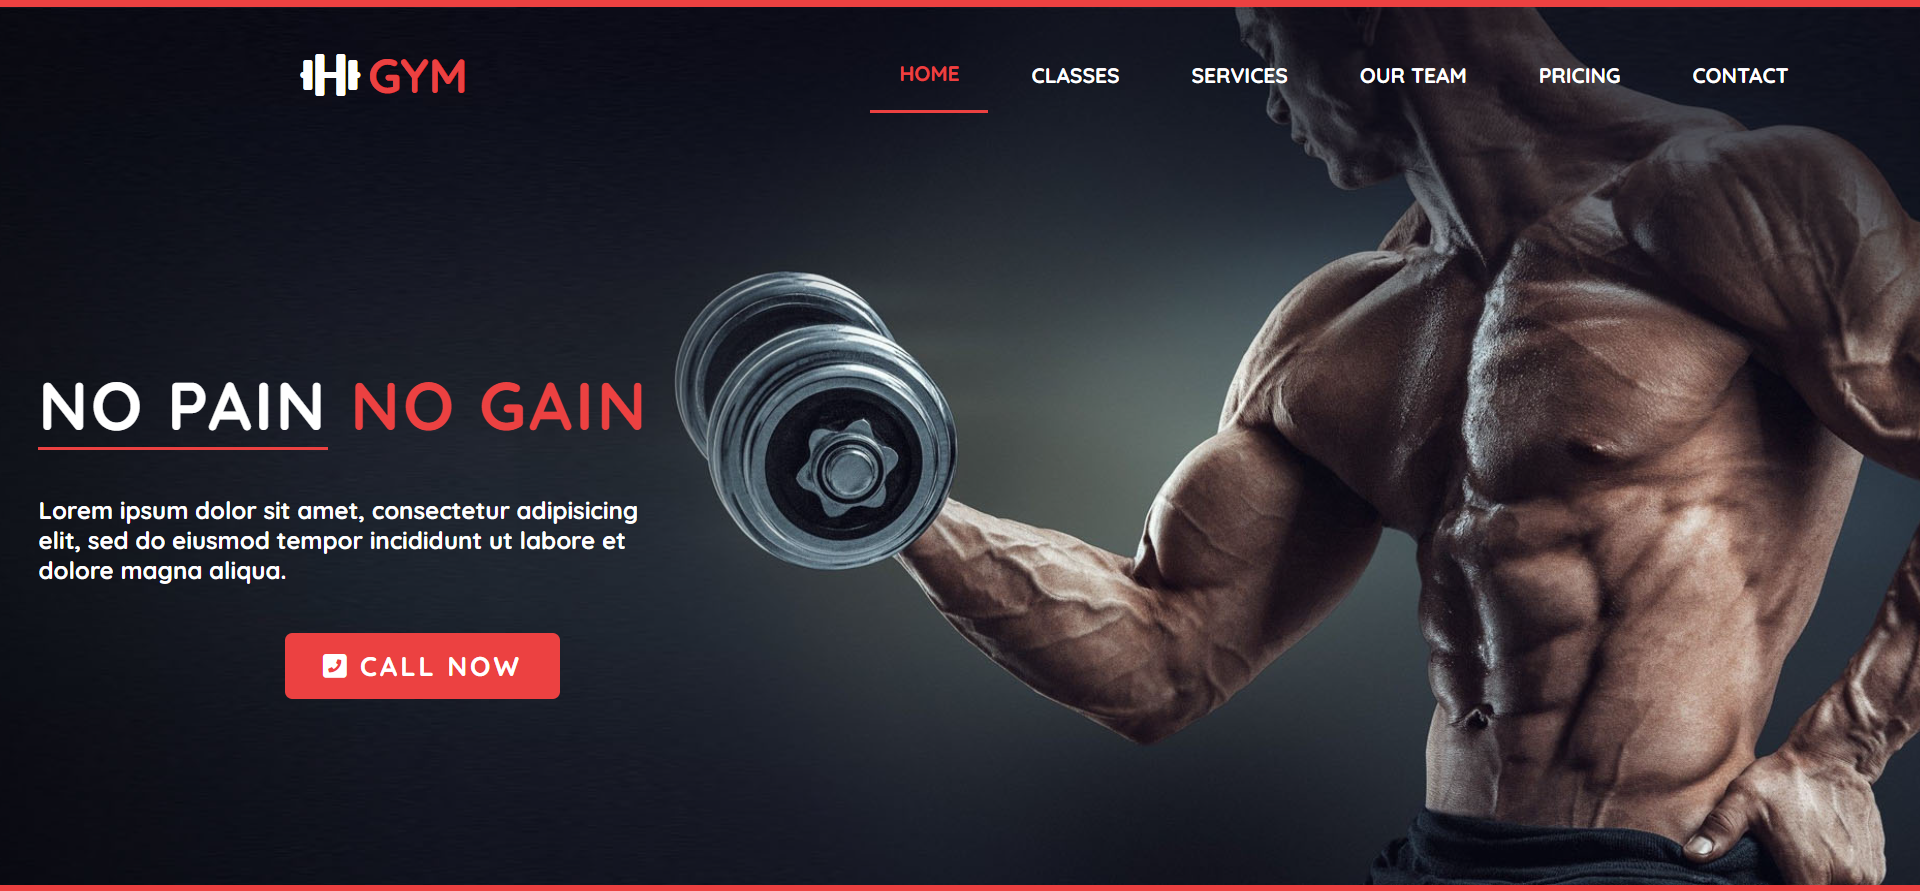 H GYM
HOME CLASSES SERVICES OUR TEAM PRICING CONTACT
NO PAIN NO GAIN
Lorem ipsum dolor sit amet, consectetur adipisicing
elit, sed do eiusmod tempor incididunt ut labore et
dolore magna aliqua.
CALL NOW